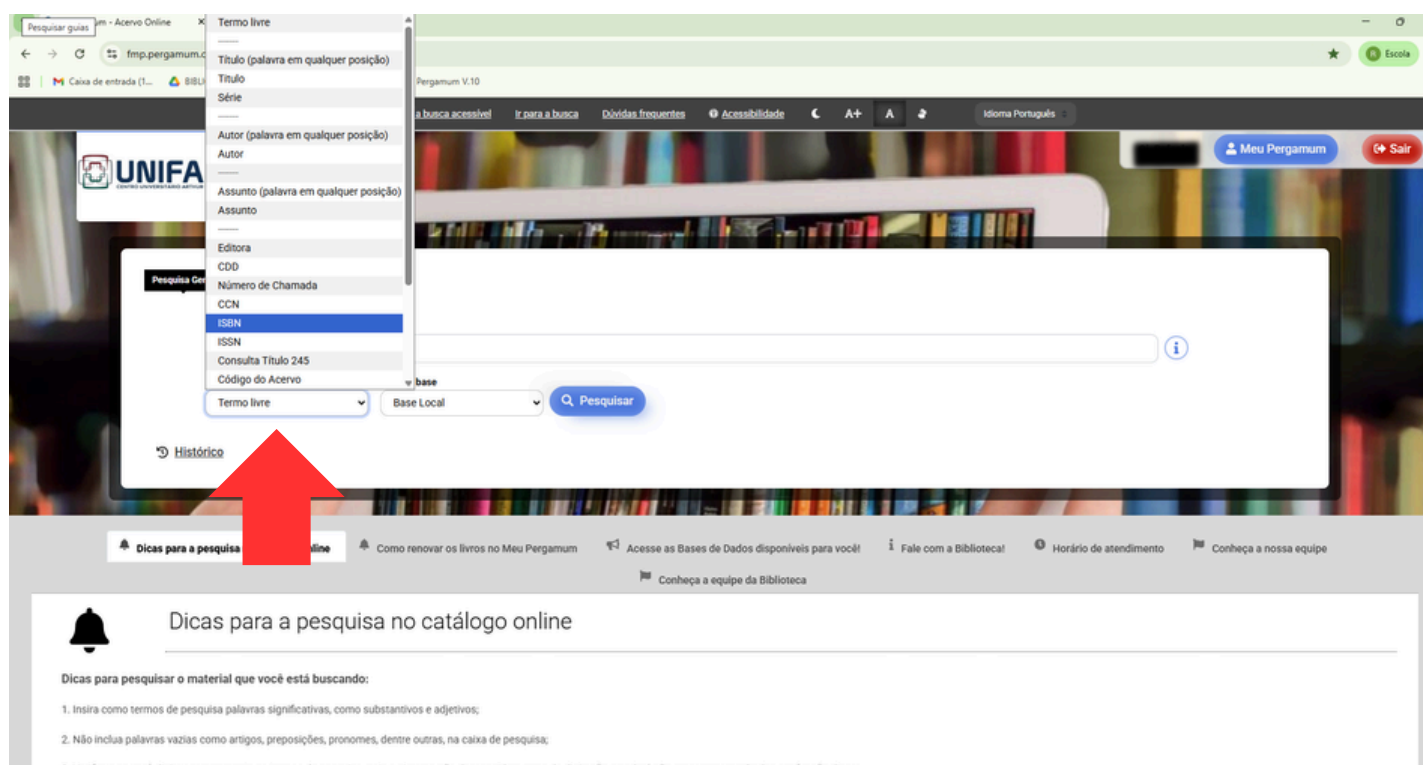 Pesquisar guias
m - Acervo Online
fmp.pergamum.c
Escola
Caixa de entrada (1...
Pergamum V.10
a busca acessível
Ir para a busca
Dúvidas frequentes
Acessibilidade
A+
A
Idioma Português
UNIFA
Meu Pergamum
Sair
Pesquisa Ger
Termo livre
------
Título (palavra em qualquer posição)
Título
Série
------
Autor (palavra em qualquer posição)
Autor
------
Assunto (palavra em qualquer posição)
Assunto
------
Editora
CDD
Número de Chamada
CCN
ISBN
ISSN
Consulta Título 245
Código do Acervo
base
Termo livre
Base Local
Pesquisar
Histórico
Dicas para a pesquisa
line
Como renovar os livros no Meu Pergamum
Acesse as Bases de Dados disponíveis para você!
Fale com a Biblioteca!
Horário de atendimento
Conheça a nossa equipe
Conheça a equipe da Biblioteca
Dicas para a pesquisa no catálogo online
Dicas para pesquisar o material que você está buscando:
1. Insira como termos de pesquisa palavras significativas, como substantivos e adjetivos;
2. Não inclua palavras vazias como artigos, preposições, pronomes, dentre outras, na caixa de pesquisa;